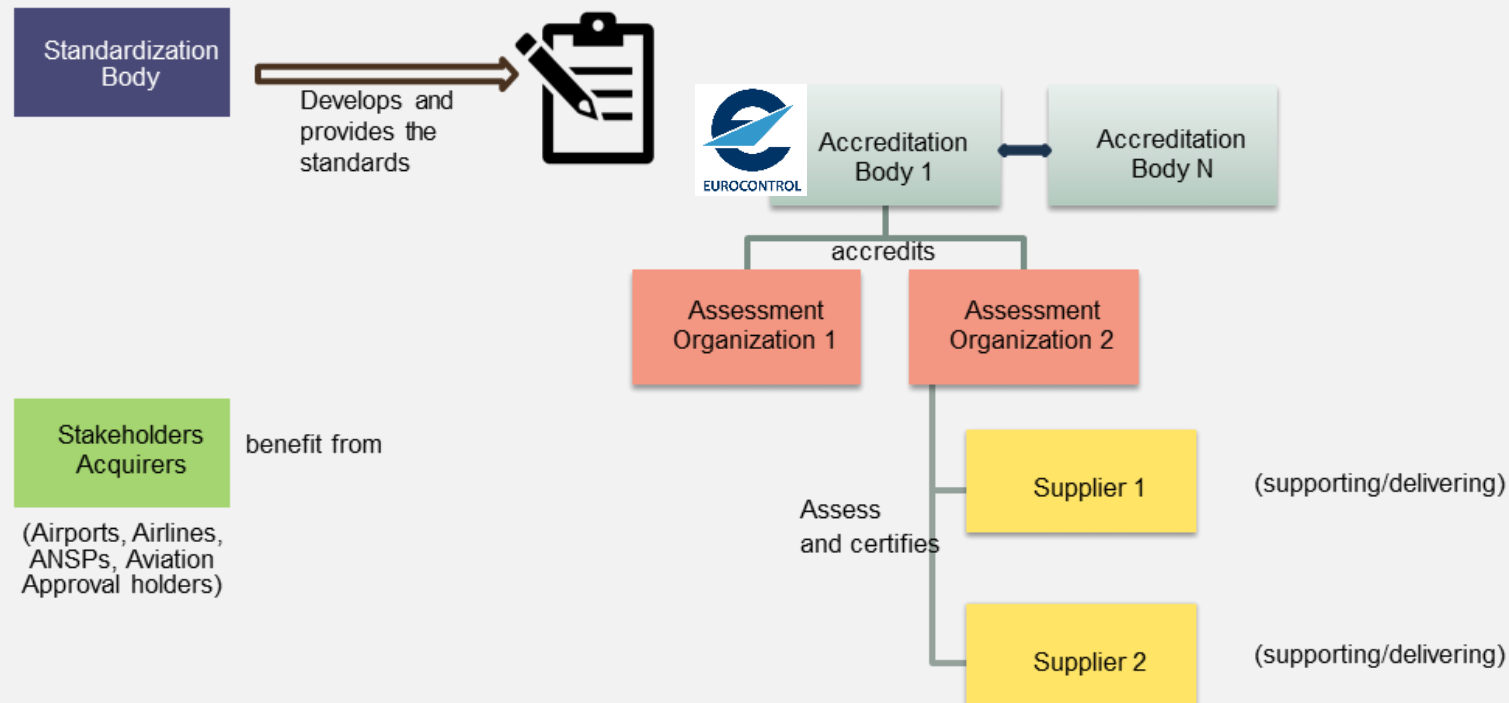 Standardization
Body
Develops and
provides the
standards
EUROCONTROL
Accreditation
Body 1
Accreditation
Body N
accredits
Assessment
Organization 1
Assessment
Organization 2
Stakeholders
Acquirers
benefit from
(Airports, Airlines,
ANSPs, Aviation
Approval holders)
Assess
and certifies
Supplier 1
(supporting/delivering)
Supplier 2
(supporting/delivering)